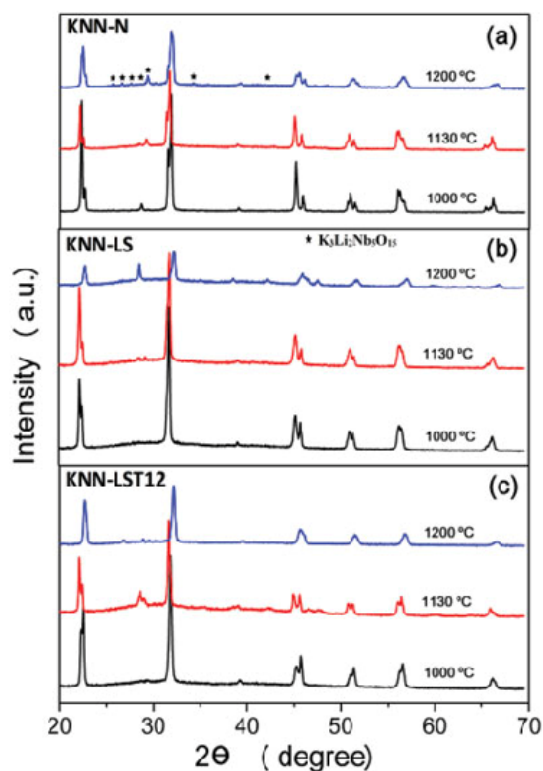 KNN-N
(a)
★ ★ ★ ★ ★ ★ ★
1200 ºC
1130 ºC
1000 ºC
KNN-LS
★ K₃Li₂Nb₅O₁₅
(b)
1200 ºC
1130 ºC
1000 ºC
KNN-LST12
(c)
1200 ºC
1130 ºC
1000 ºC
Intensity ( a.u. )
20 30 40 50 60 70
2Θ ( degree)